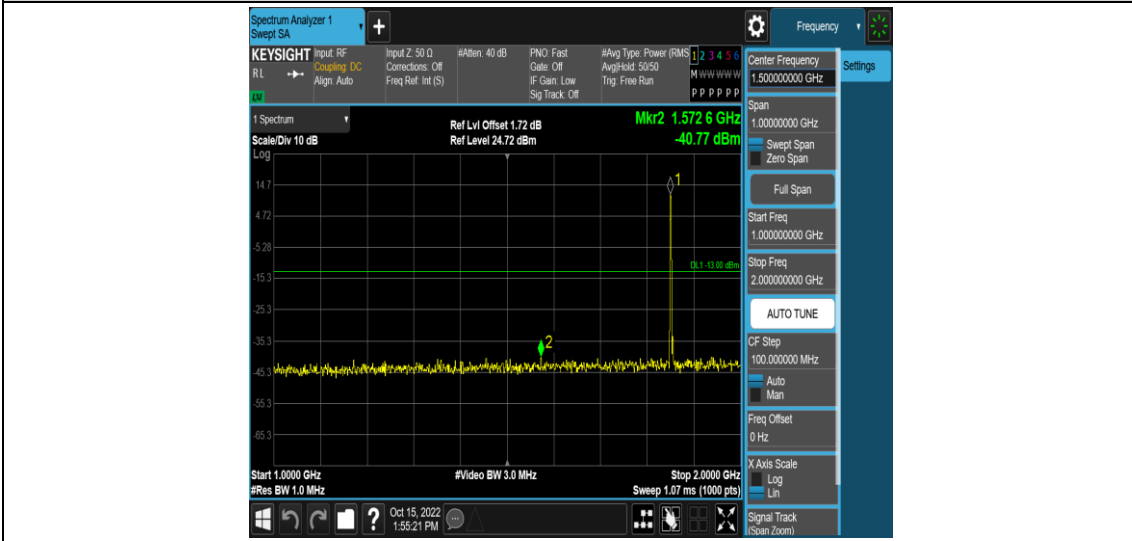 Spectrum Analyzer 1
Swept SA
+
Frequency
KEYSIGHT
RL
Input: RF
Coupling: DC
Align: Auto
Input Z: 50 Ω
Corrections: Off
Freq Ref: Int (S)
#Atten: 40 dB
PNO: Fast
Gate: Off
IF Gain: Low
Sig Track: Off
#Avg Type: Power (RMS
Avg|Hold: 50/50
Trig: Free Run
1 2 3 4 5 6
M W W W W W
P P P P P P
1 Spectrum
Scale/Div 10 dB
Log
Ref Lvl Offset 1.72 dB
Ref Level 24.72 dBm
Mkr2 1.572 6 GHz
-40.77 dBm
14.7
4.72
-5.28
-15.3
-25.3
-35.3
-45.3
-55.3
-65.3
1
DL1 -13.00 dBm
2
Start 1.0000 GHz
#Res BW 1.0 MHz
#Video BW 3.0 MHz
Stop 2.0000 GHz
Sweep 1.07 ms (1000 pts)
?
Oct 15, 2022
1:55:21 PM
Center Frequency
1.500000000 GHz
Span
1.00000000 GHz
Swept Span
Zero Span
Full Span
Start Freq
1.000000000 GHz
Stop Freq
2.000000000 GHz
AUTO TUNE
CF Step
100.000000 MHz
Auto
Man
Freq Offset
0 Hz
X Axis Scale
Log
Lin
Signal Track
(Span Zoom)
Settings